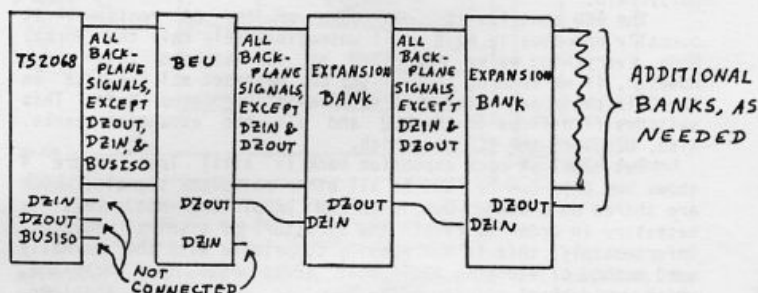 TS2068
ALL
BACK-
PLANE
SIGNALS,
EXCEPT
DZOUT,
DZIN &
BUSISO
BEU
ALL
BACK-
PLANE
SIGNALS,
EXCEPT
DZIN &
DZOUT
EXPANSION
BANK
ALL
BACK-
PLANE
SIGNALS,
EXCEPT
DZIN &
DZOUT
EXPANSION
BANK
ADDITIONAL
BANKS, AS
NEEDED
DZIN
DZOUT
BUSISO
NOT
CONNECTED
DZOUT
DZIN
DZOUT
DZIN
DZOUT
DZIN